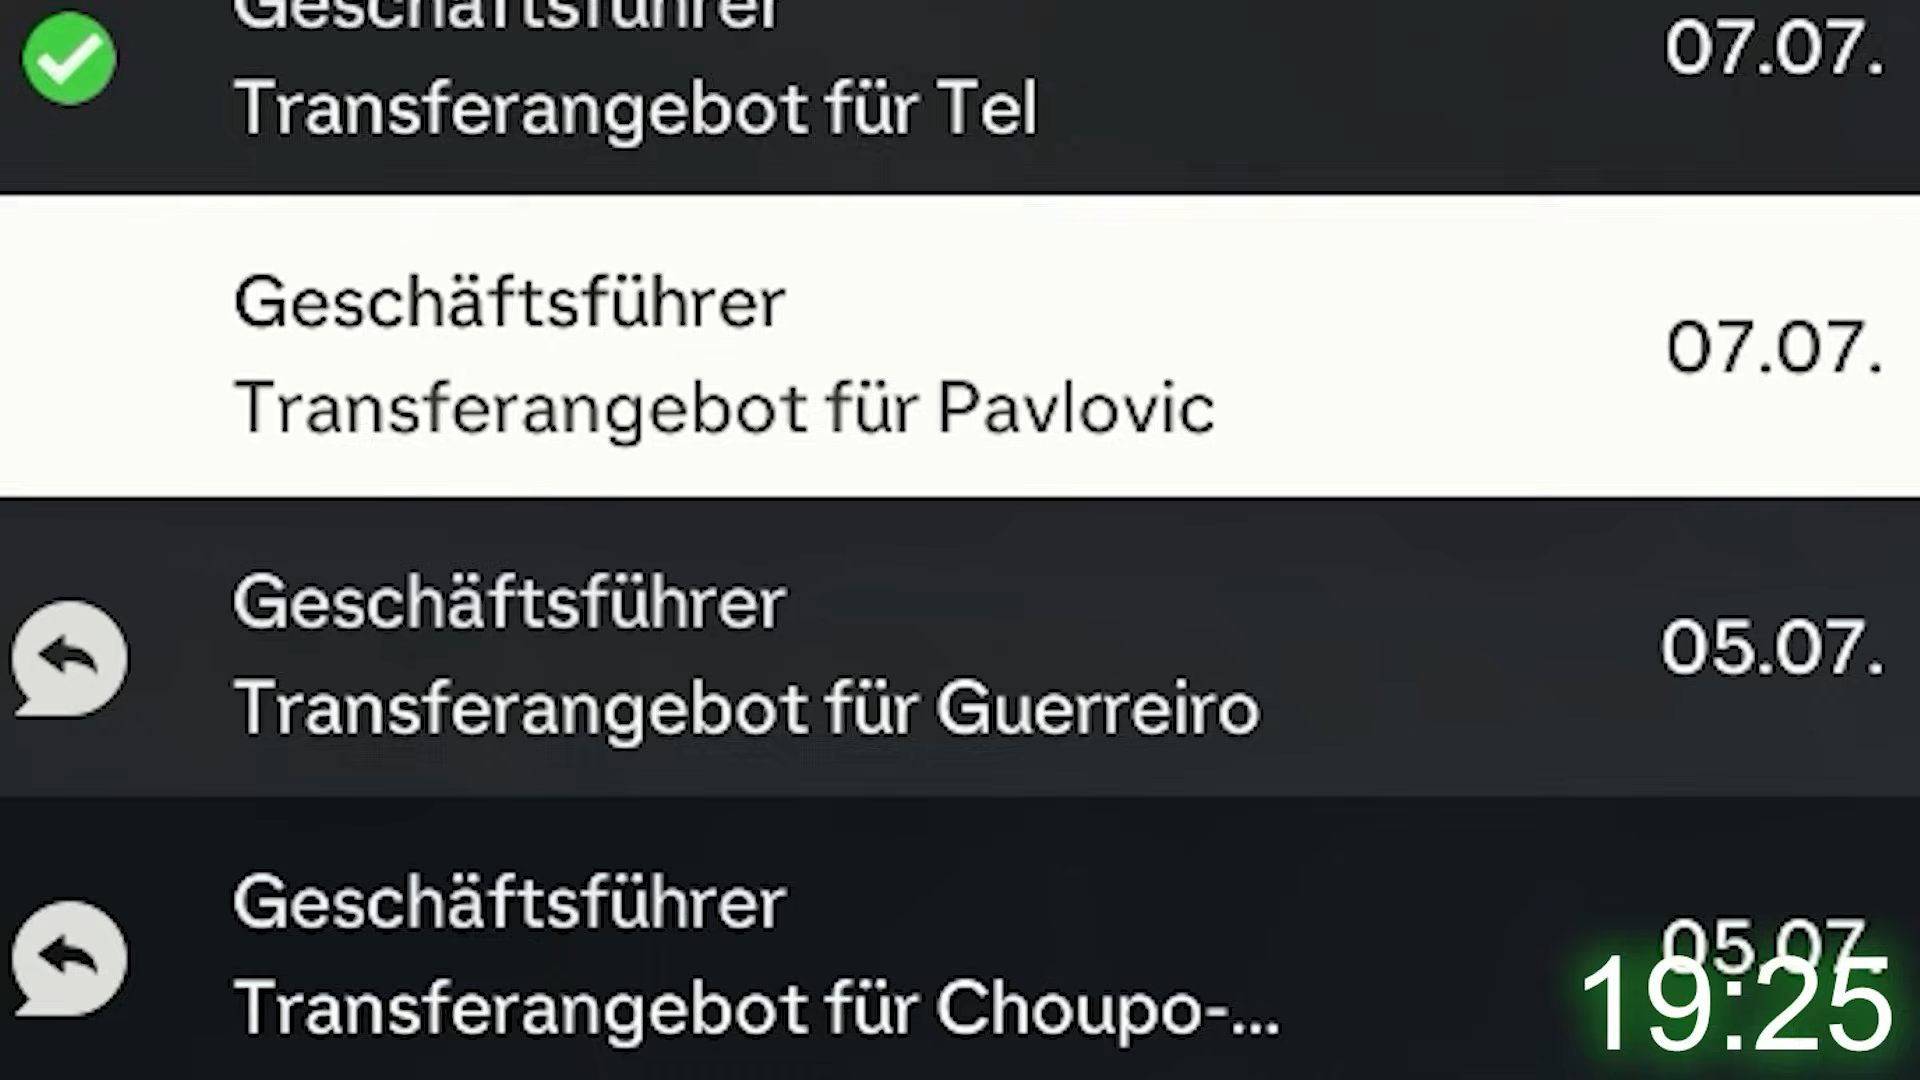 Geschäftsführer
07.07.
Transferangebot für Tel
Geschäftsführer
07.07.
Transferangebot für Pavlovic
Geschäftsführer
05.07.
Transferangebot für Guerreiro
Geschäftsführer
05.07.
Transferangebot für Choupo-...
19:25